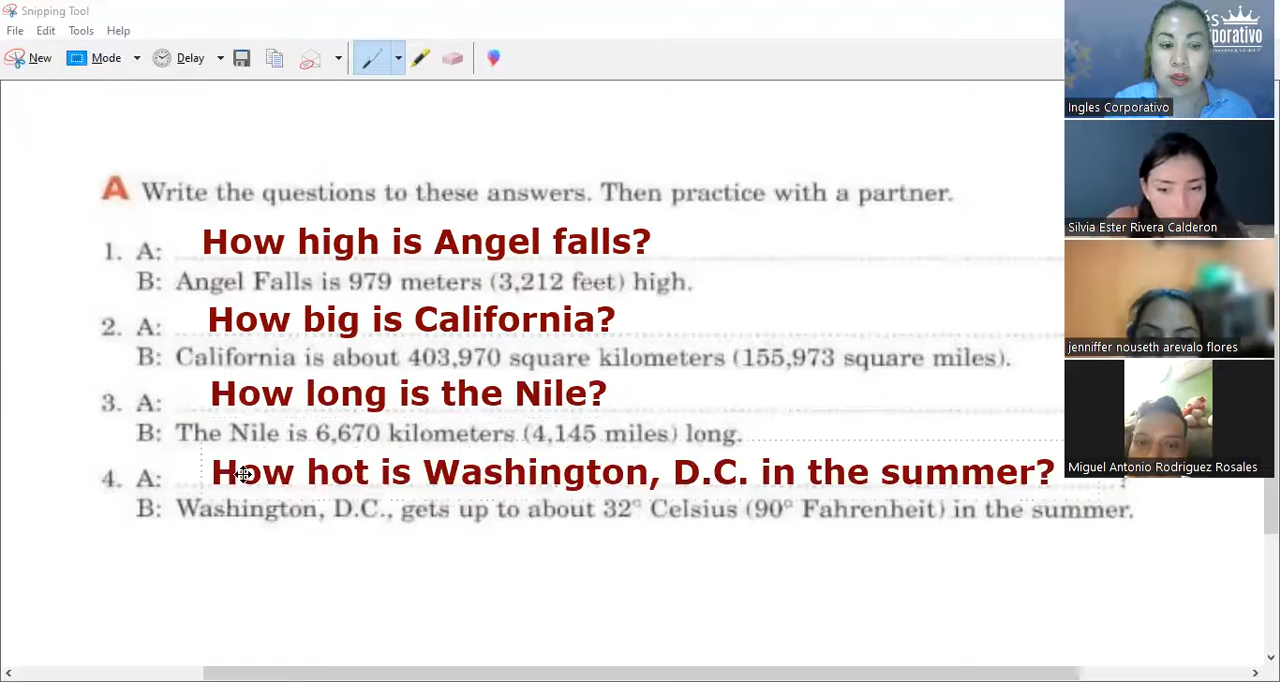 Snipping Tool
File Edit Tools Help
New Mode Delay
A Write the questions to these answers. Then practice with a partner.
1. A: How high is Angel falls?
B: Angel Falls is 979 meters (3,212 feet) high.
2. A: How big is California?
B: California is about 403,970 square kilometers (155,973 square miles).
3. A: How long is the Nile?
B: The Nile is 6,670 kilometers (4,145 miles) long.
4. A: How hot is Washington, D.C. in the summer?
B: Washington, D.C., gets up to about 32° Celsius (90° Fahrenheit) in the summer.
Ingles Corporativo
Silvia Ester Rivera Calderon
jenniffer nouseth arevalo flores
Miguel Antonio Rodriguez Rosales